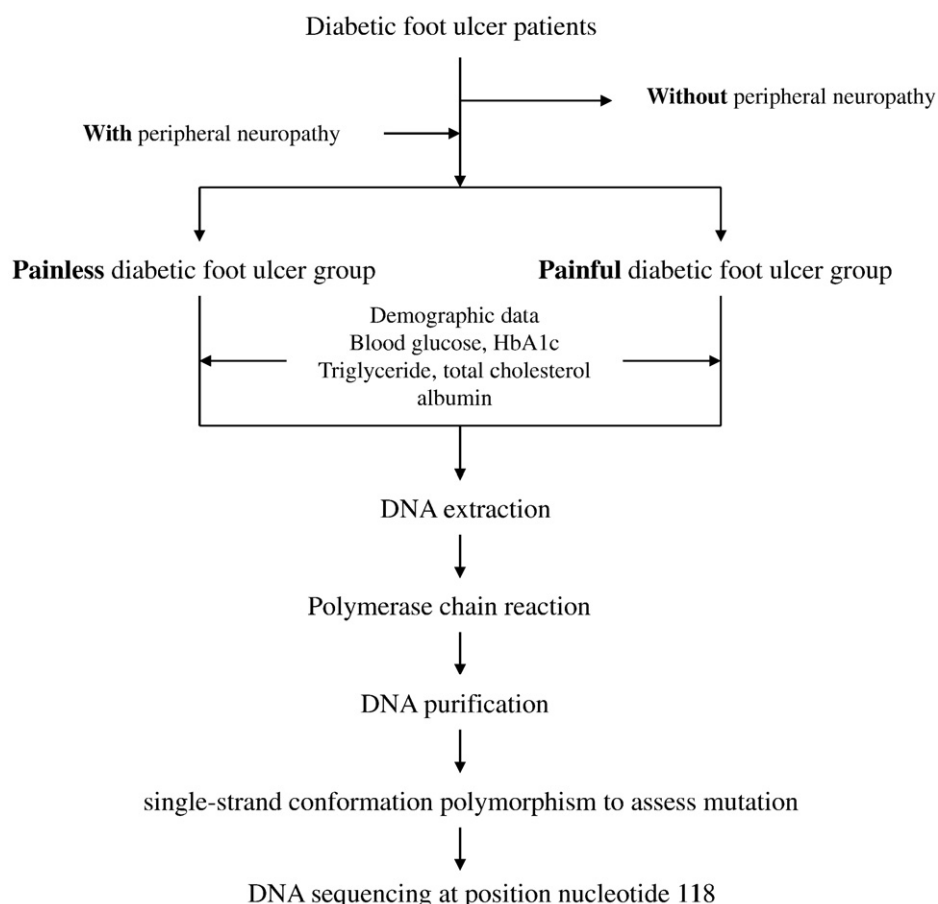 Diabetic foot ulcer patients
Without peripheral neuropathy
With peripheral neuropathy
Painless diabetic foot ulcer group
Painful diabetic foot ulcer group
Demographic data
Blood glucose, HbA1c
Triglyceride, total cholesterol
albumin
DNA extraction
Polymerase chain reaction
DNA purification
single-strand conformation polymorphism to assess mutation
DNA sequencing at position nucleotide 118